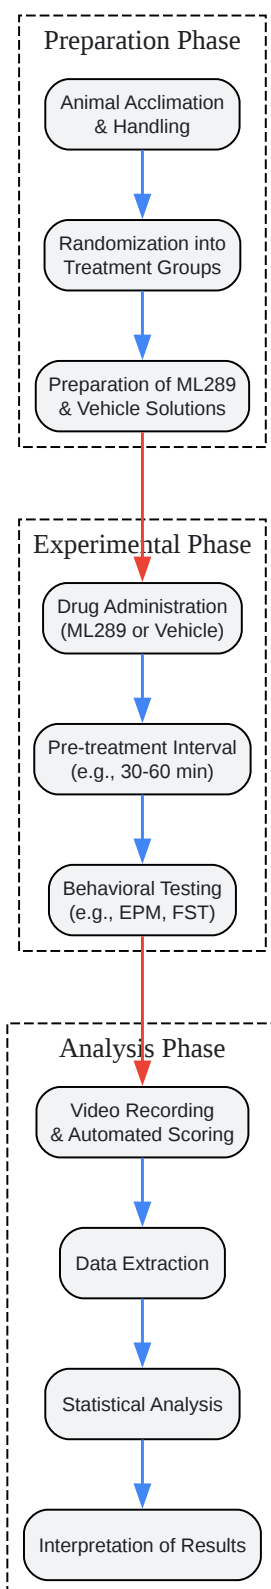 Preparation Phase
Animal Acclimation
& Handling
Randomization into
Treatment Groups
Preparation of ML289
& Vehicle Solutions
Experimental Phase
Drug Administration
(ML289 or Vehicle)
Pre-treatment Interval
(e.g., 30-60 min)
Behavioral Testing
(e.g., EPM, FST)
Analysis Phase
Video Recording
& Automated Scoring
Data Extraction
Statistical Analysis
Interpretation of Results